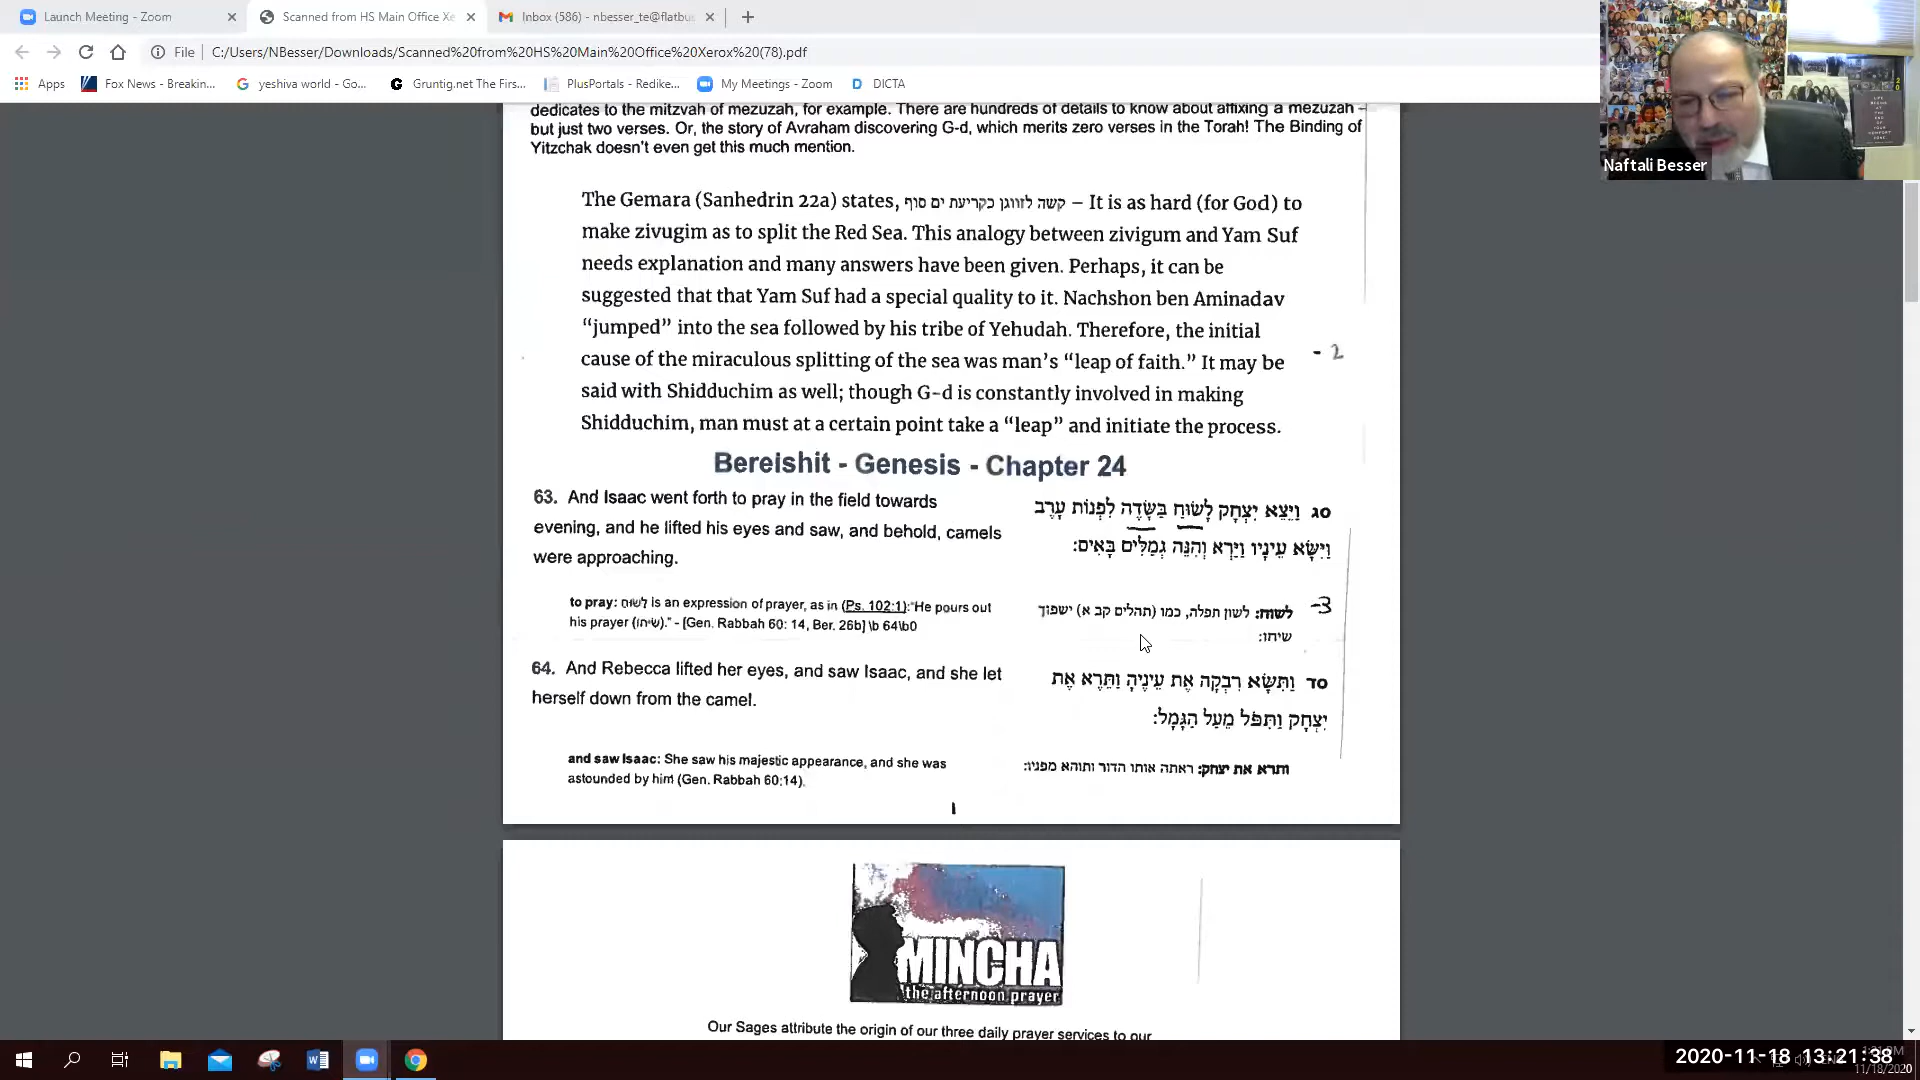 Launch Meeting - Zoom
Scanned from HS Main Office Xe
Inbox (586) - nbesser_te@flatbu
File
C:/Users/NBesser/Downloads/Scanned%20from%20HS%20Main%20Office%20Xerox%20(78).pdf
Apps
Fox News - Breakin...
yeshiva world - Go...
Gruntig.net The Firs...
PlusPortals - Redike...
My Meetings - Zoom
DICTA
Naftali Besser
dedicates to the mitzvah of mezuzah, for example. There are hundreds of details to know about affixing a mezuzah –
but just two verses. Or, the story of Avraham discovering G-d, which merits zero verses in the Torah! The Binding of
Yitzchak doesn't even get this much mention.
The Gemara (Sanhedrin 22a) states, קשה לזווגן כקריעת ים סוף – It is as hard (for God) to
make zivugim as to split the Red Sea. This analogy between zivigum and Yam Suf
needs explanation and many answers have been given. Perhaps, it can be
suggested that that Yam Suf had a special quality to it. Nachshon ben Aminadav
“jumped” into the sea followed by his tribe of Yehudah. Therefore, the initial
cause of the miraculous splitting of the sea was man’s “leap of faith.” It may be
said with Shidduchim as well; though G-d is constantly involved in making
Shidduchim, man must at a certain point take a “leap” and initiate the process.
- 2
Bereishit - Genesis - Chapter 24
63. And Isaac went forth to pray in the field towards
evening, and he lifted his eyes and saw, and behold, camels
were approaching.
סג וַיֵּצֵא יִצְחָק לָשׂוּחַ בַּשָּׂדֶה לִפְנוֹת עָרֶב
וַיִּשָּׂא עֵינָיו וַיַּרְא וְהִנֵּה גְמַלִּים בָּאִים:
to pray: לָשׂוּחַ is an expression of prayer, as in (Ps. 102:1):“He pours out
his prayer (שִׂיחוֹ).” - [Gen. Rabbah 60: 14, Ber. 26b] \b 64\b0
לשוח: לשון תפלה, כמו (תהלים קב א) ישפוך
שיחו:
-3
64. And Rebecca lifted her eyes, and saw Isaac, and she let
herself down from the camel.
סד וַתִּשָּׂא רִבְקָה אֶת עֵינֶיהָ וַתֵּרֶא אֶת
יִצְחָק וַתִּפֹּל מֵעַל הַגָּמָל:
and saw Isaac: She saw his majestic appearance, and she was
astounded by him (Gen. Rabbah 60:14).
ותרא את יצחק: ראתה אותו הדור ותוהא מפניו:
1
MINCHA
the afternoon prayer
Our Sages attribute the origin of our three daily prayer services to our
2020-11-18 13:21:38
11/18/2020